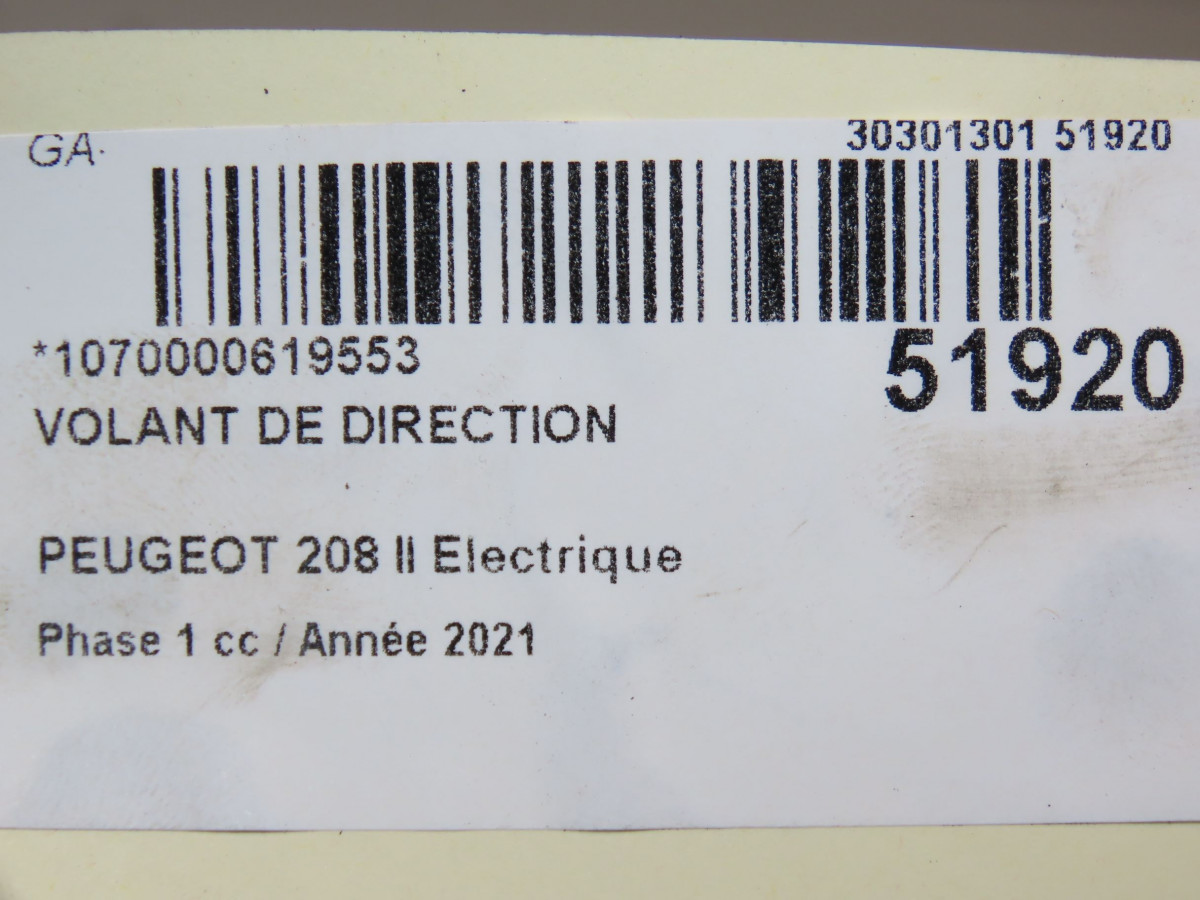 GA.
30301301 51920
*1070000619553
51920
VOLANT DE DIRECTION
PEUGEOT 208 II Electrique
Phase 1 cc / Année 2021